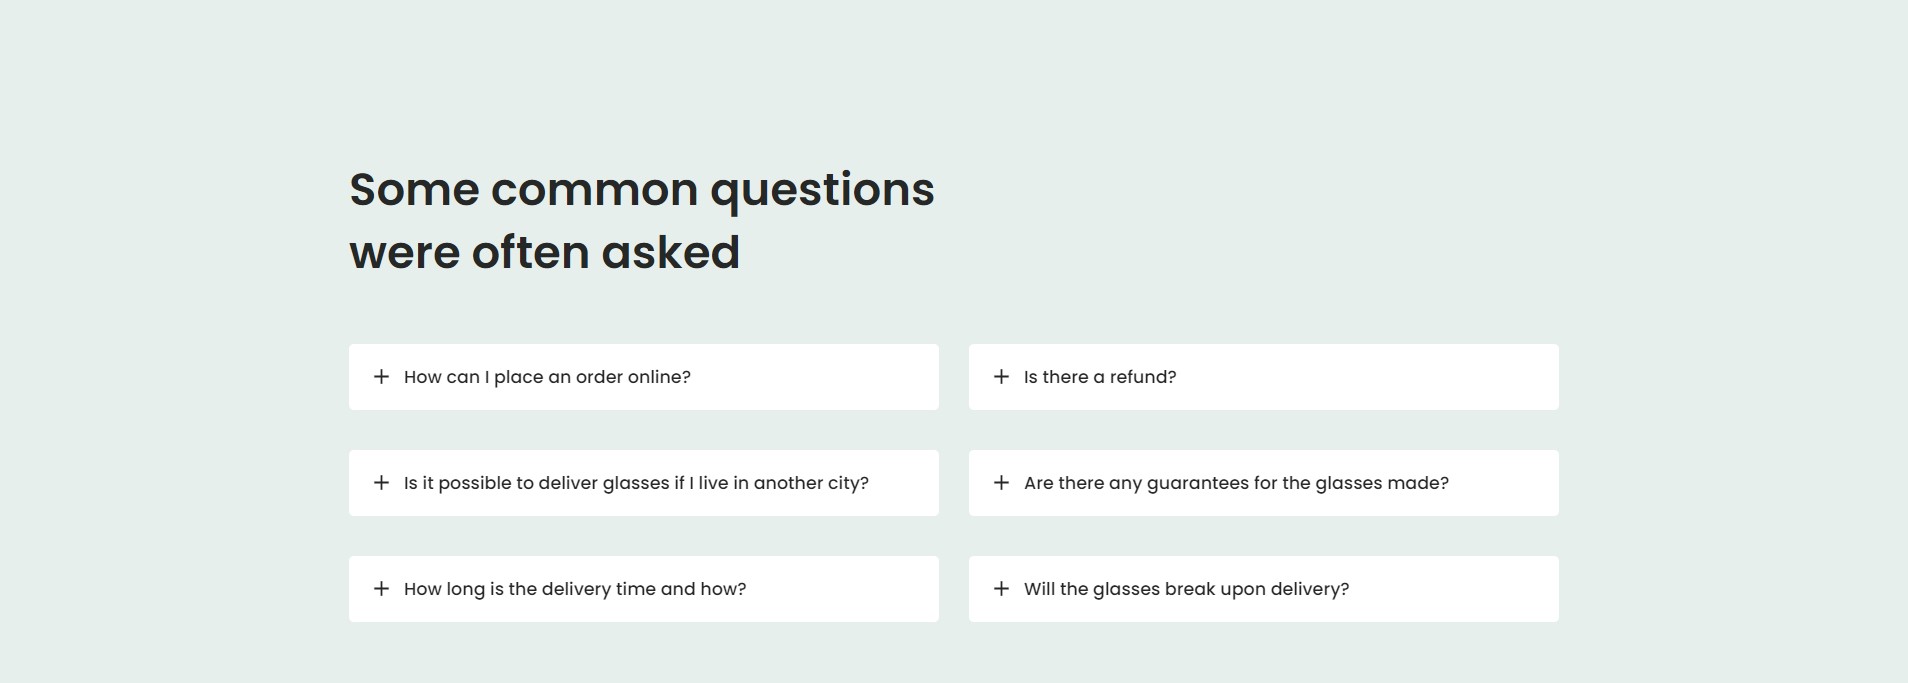 Some common questions
were often asked
How can I place an order online?
Is there a refund?
Is it possible to deliver glasses if I live in another city?
Are there any guarantees for the glasses made?
How long is the delivery time and how?
Will the glasses break upon delivery?